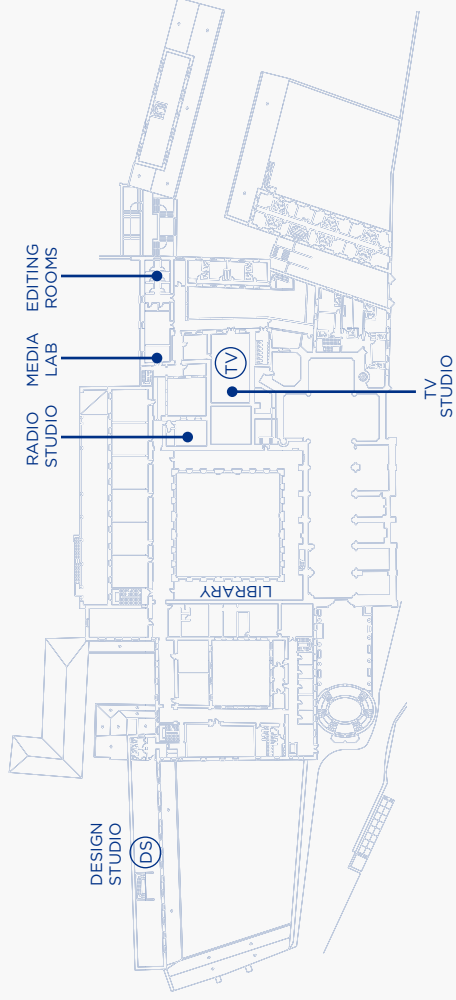 EDITING
ROOMS
MEDIA
LAB
TV
TV
STUDIO
RADIO
STUDIO
LIBRARY
DESIGN
STUDIO
DS